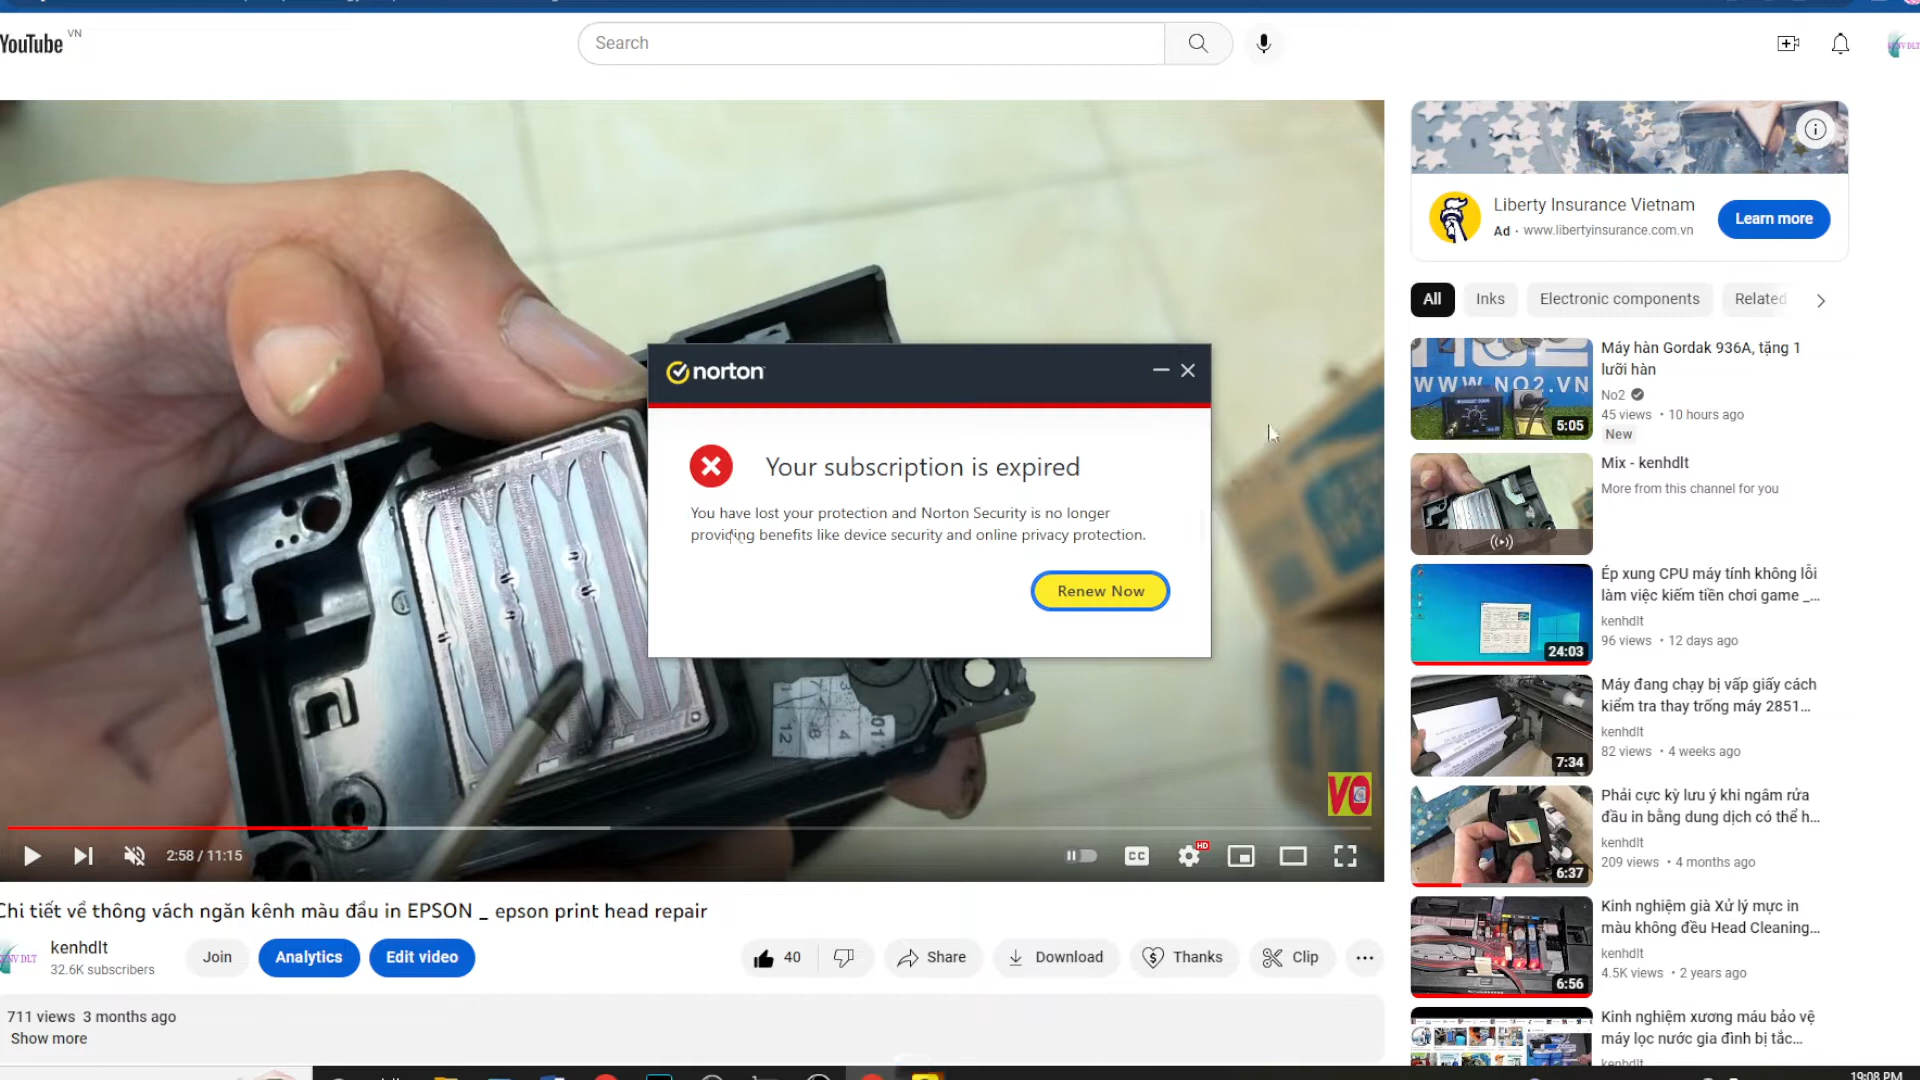 YouTube VN
Search
Liberty Insurance Vietnam
Ad · www.libertyinsurance.com.vn
Learn more
All
Inks
Electronic components
Related
norton
Your subscription is expired
You have lost your protection and Norton Security is no longer
providing benefits like device security and online privacy protection.
Renew Now
WWW.NO2.VN
5:05
Máy hàn Gordak 936A, tặng 1
lưỡi hàn
No2
45 views • 10 hours ago
New
Mix - kenhdlt
More from this channel for you
24:03
Ép xung CPU máy tính không lỗi
làm việc kiếm tiền chơi game _...
kenhdlt
96 views • 12 days ago
7:34
Máy đang chạy bị vấp giấy cách
kiểm tra thay trống máy 2851...
kenhdlt
82 views • 4 weeks ago
6:37
Phải cực kỳ lưu ý khi ngâm rửa
đầu in bằng dung dịch có thể h...
kenhdlt
209 views • 4 months ago
6:56
Kinh nghiệm già Xử lý mực in
màu không đều Head Cleaning...
kenhdlt
4.5K views • 2 years ago
Kinh nghiệm xương máu bảo vệ
máy lọc nước gia đình bị tắc...
kenhdlt
VO
2:58 / 11:15
CC
HD
Chi tiết về thông vách ngăn kênh màu đầu in EPSON _ epson print head repair
kenhdlt
32.6K subscribers
Join
Analytics
Edit video
40
Share
Download
Thanks
Clip
711 views 3 months ago
Show more
19:08 PM